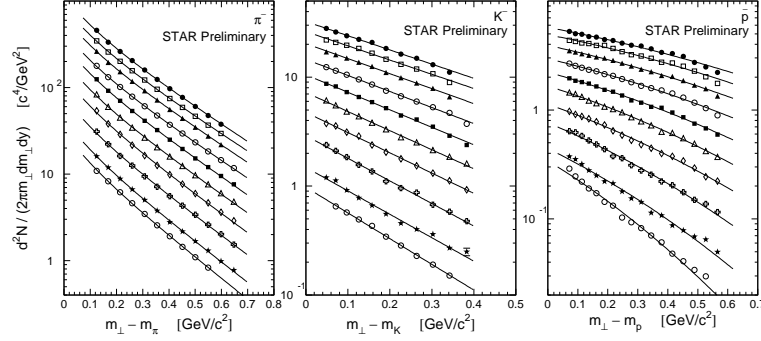 d²N / (2πm⊥dm⊥dy) [c⁴/GeV²]
π⁻
STAR Preliminary
10²
10
1
0 0.1 0.2 0.3 0.4 0.5 0.6 0.7 0.8
m⊥ – mπ [GeV/c²]
K⁻
STAR Preliminary
10
1
10⁻¹
0 0.1 0.2 0.3 0.4 0.5
m⊥ – mK [GeV/c²]
p̄
STAR Preliminary
1
10⁻¹
0 0.1 0.2 0.3 0.4 0.5 0.6 0.7
m⊥ – mp [GeV/c²]